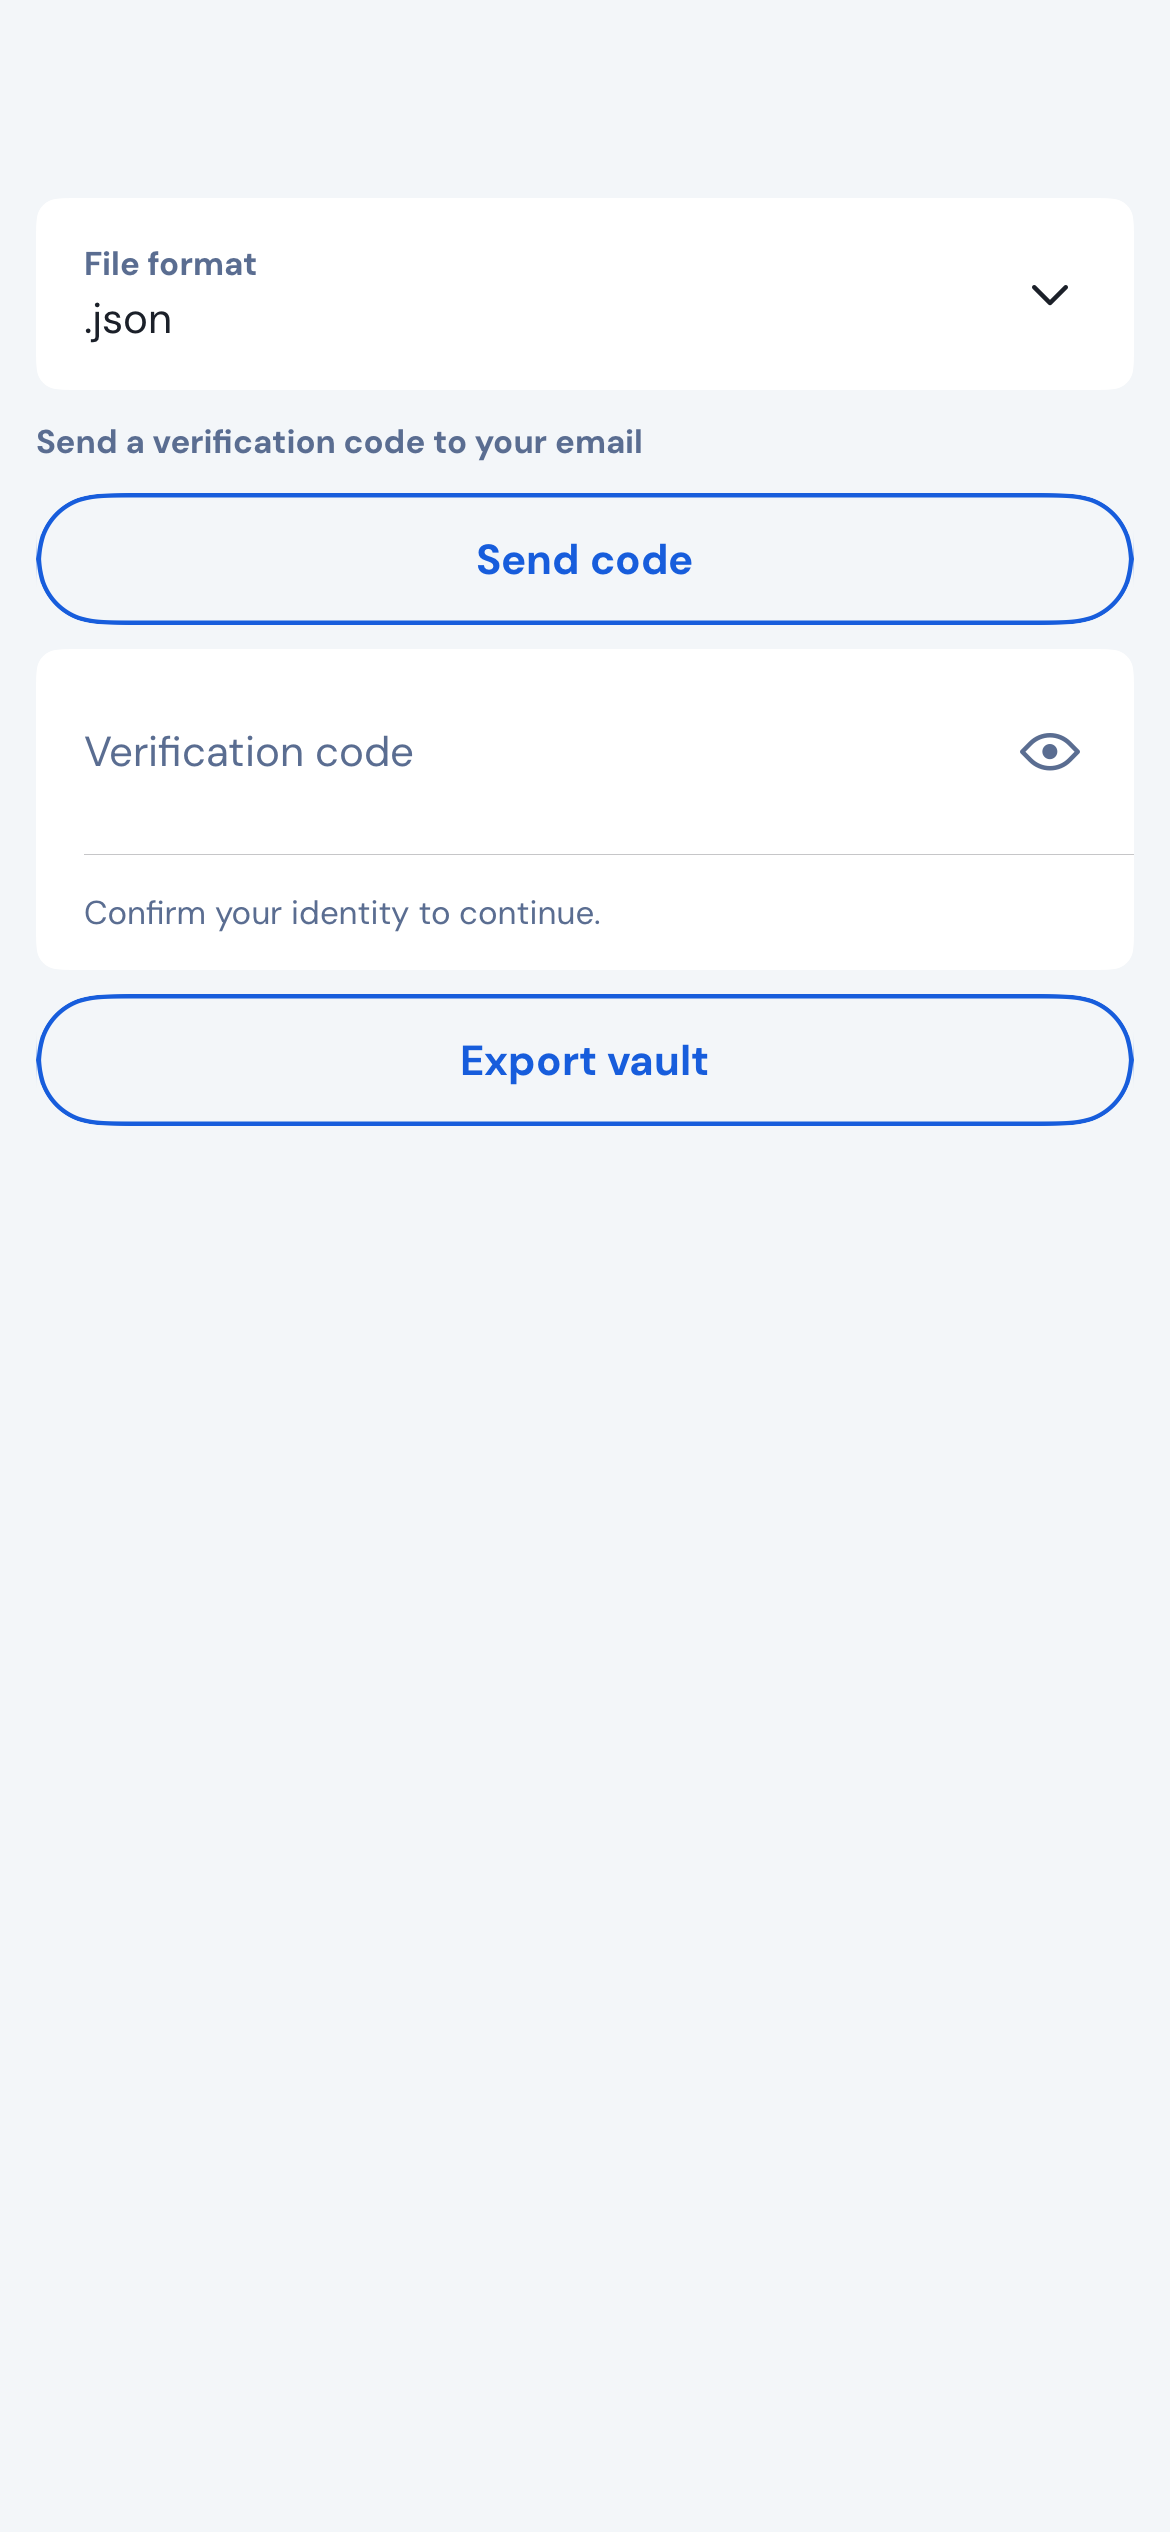 File format
.json
Send a verification code to your email
Send code
Verification code
Confirm your identity to continue.
Export vault